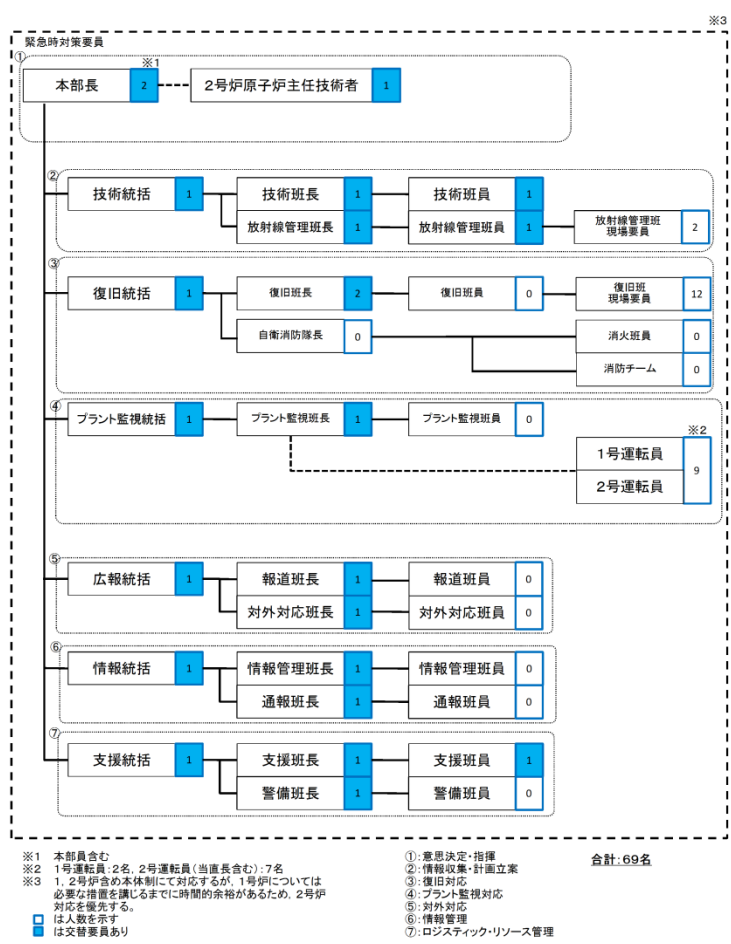 ※3
緊急時対策要員
①
※1
本部長 2 2号炉原子炉主任技術者 1
②
技術統括 1 技術班長 1 技術班員 1
放射線管理班長 1 放射線管理班員 1 放射線管理班
現場要員 2
③
復旧統括 1 復旧班長 2 復旧班員 0 復旧班
現場要員 12
自衛消防隊長 0 消火班員 0
消防チーム 0
④
プラント監視統括 1 プラント監視班長 1 プラント監視班員 0
※2
1号運転員
9
2号運転員
⑤
広報統括 1 報道班長 1 報道班員 0
対外対応班長 1 対外対応班員 0
⑥
情報統括 1 情報管理班長 1 情報管理班員 0
通報班長 1 通報班員 0
⑦
支援統括 1 支援班長 1 支援班員 1
警備班長 1 警備班員 0
※1 本部員含む
※2 1号運転員:2名,2号運転員(当直長含む):7名
※3 1,2号炉含め本体制にて対応するが,1号炉については
必要な措置を講じるまでに時間的余裕があるため,2号炉
対応を優先する。
は人数を示す
は交替要員あり
①:意思決定・指揮
②:情報収集・計画立案
③:復旧対応
④:プラント監視対応
⑤:対外対応
⑥:情報管理
⑦:ロジスティック・リソース管理
合計:69名